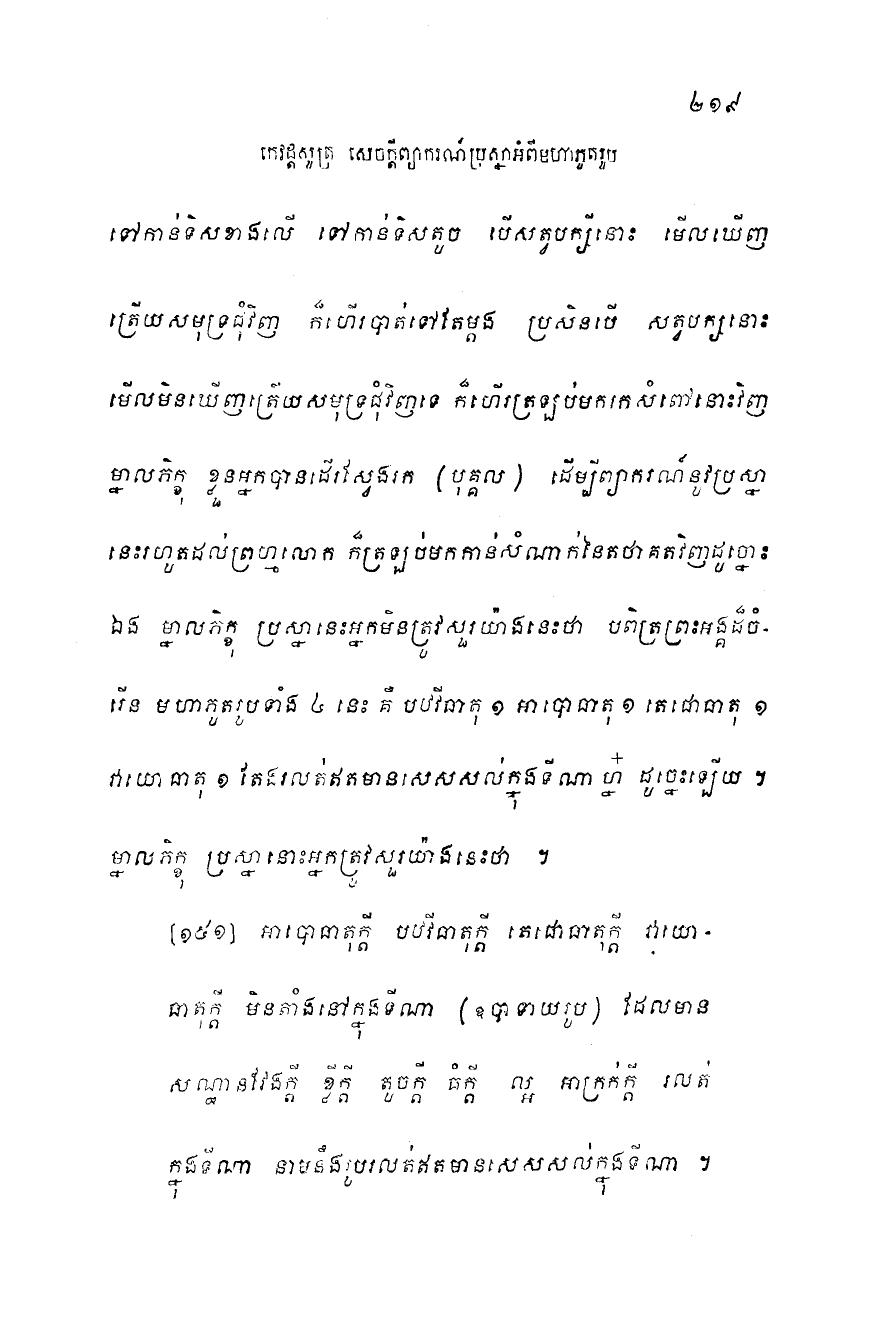 ២១៩
កេវដ្ដសូត្រ សេចក្ដីព្យាករណ៍ប្រស្នាអំពីមហាភូតរូប
ទៅកាន់ទិសខាងលើ ទៅកាន់ទិសតូច បើសត្វបក្សីនោះ មើលឃើញ
ត្រើយសមុទ្រជុំវិញ ក៏ហើរបាត់ទៅតែម្ដង ប្រសិនបើ សត្វបក្សនោះ
មើលមិនឃើញត្រើយសមុទ្រជុំវិញទេ ក៏ហើរត្រឡប់មករកសំពៅនោះវិញ
ម្នាលភិក្ខុ ខ្លួនអ្នកបានដើរស្វែងរក (បុគ្គល) ដើម្បីព្យាករណ៍នូវប្រស្នា
នេះរហូតដល់ព្រហ្មលោក ក៏ត្រឡប់មកកាន់សំណាក់នៃតថាគតវិញដូច្នោះ
ឯង ម្នាលភិក្ខុ ប្រស្នានេះអ្នកមិនត្រូវសួរយ៉ាងនេះថា បពិត្រព្រះអង្គដ៏ចំ-
រើន មហាភូតរូបទាំង ៤ នេះ គឺ បឋវីធាតុ ១ អាបោធាតុ ១ តេជោធាតុ ១
វាយោធាតុ ១ តែងរលត់ឥតមានសេសសល់ក្នុងទីណាហ្ន៎ ដូច្នេះឡើយ ។
ម្នាលភិក្ខុ ប្រស្នានោះអ្នកត្រូវសួរយ៉ាងនេះថា ។
[១៥១] អាបោធាតុក្ដី បឋវីធាតុក្ដី តេជោធាតុក្ដី វាយោ-
ធាតុក្ដី មិនតាំងនៅក្នុងទីណា (ឧបាទាយរូប) ដែលមាន
សណ្ឋានវែងក្ដី ខ្លីក្ដី តូចក្ដី ធំក្ដី ល្អ អាក្រក់ក្ដី រលត់
ក្នុងទីណា នាមនឹងរូបរលត់ឥតមានសេសសល់ក្នុងទីណា ។